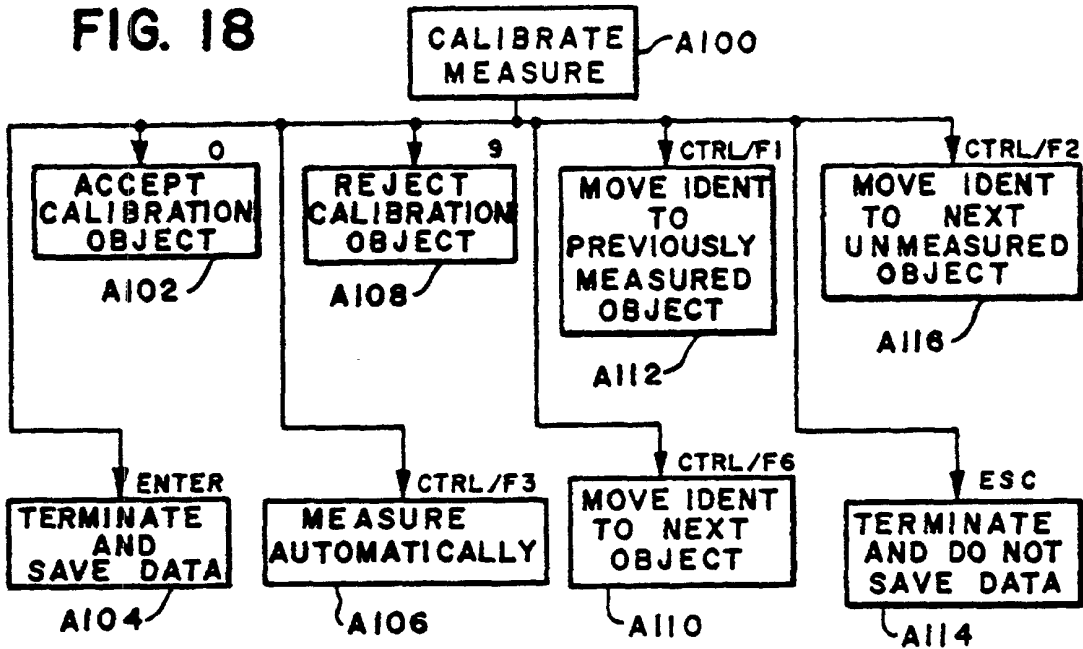 FIG. 18
CALIBRATE
MEASURE
A100
0
ACCEPT
CALIBRATION
OBJECT
A102
9
REJECT
CALIBRATION
OBJECT
A108
CTRL/F1
MOVE IDENT
TO
PREVIOUSLY
MEASURED
OBJECT
A112
CTRL/F2
MOVE IDENT
TO NEXT
UNMEASURED
OBJECT
A116
ENTER
TERMINATE
AND
SAVE DATA
A104
CTRL/F3
MEASURE
AUTOMATICALLY
A106
CTRL/F6
MOVE IDENT
TO NEXT
OBJECT
A110
ESC
TERMINATE
AND DO NOT
SAVE DATA
A114